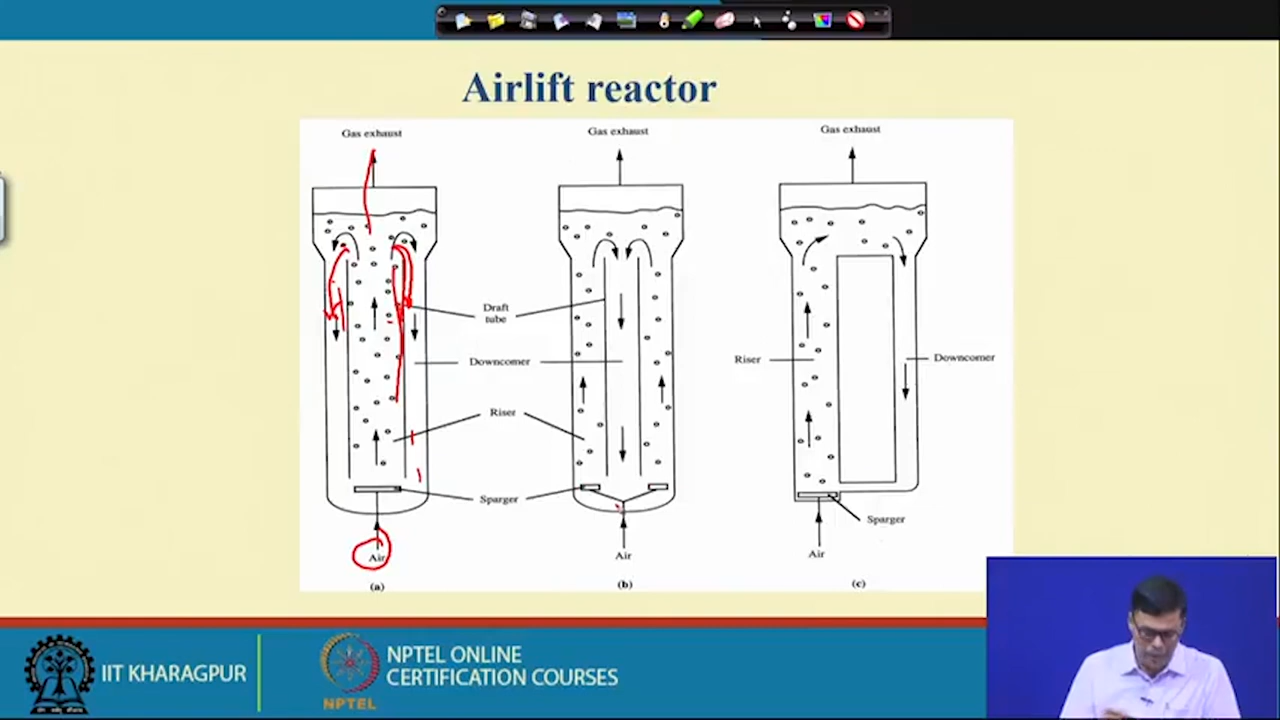 Airlift reactor
Gas exhaust
Gas exhaust
Gas exhaust
Draft
tube
Downcomer
Riser
Sparger
Riser
Downcomer
Sparger
Air
Air
Air
(a)
(b)
(c)
IIT KHARAGPUR
NPTEL
NPTEL ONLINE
CERTIFICATION COURSES